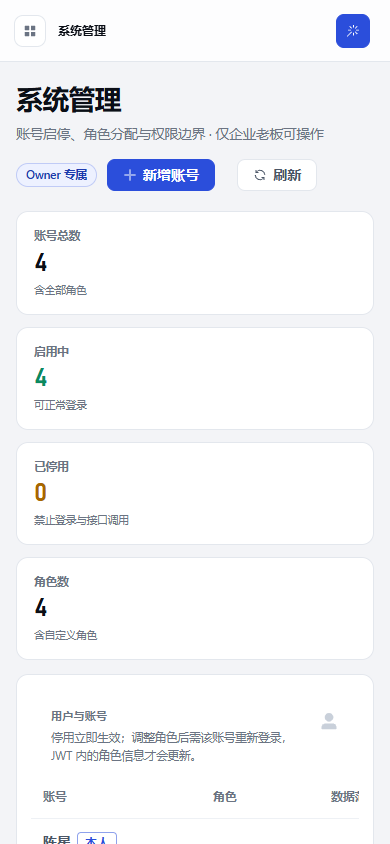 系统管理
系统管理
账号启停、角色分配与权限边界 · 仅企业老板可操作
Owner 专属
新增账号
刷新
账号总数
4
含全部角色
启用中
4
可正常登录
已停用
0
禁止登录与接口调用
角色数
4
含自定义角色
用户与账号
停用立即生效；调整角色后需该账号重新登录，
JWT 内的角色信息才会更新。
账号 角色 数据
陈星 本人